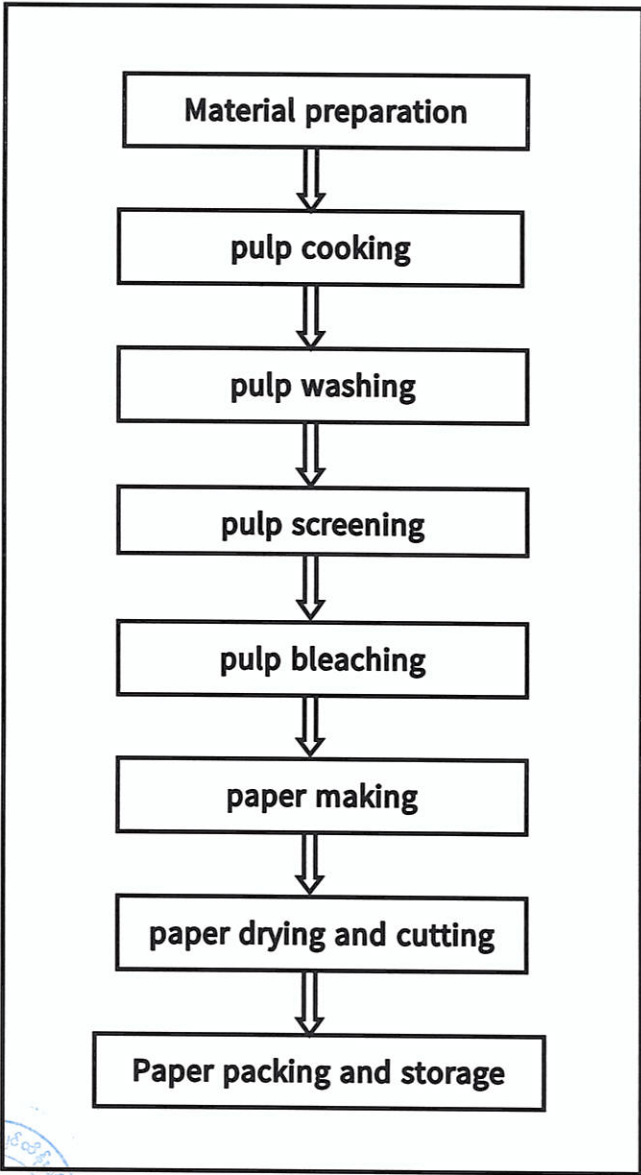 Material preparation
pulp cooking
pulp washing
pulp screening
pulp bleaching
paper making
paper drying and cutting
Paper packing and storage